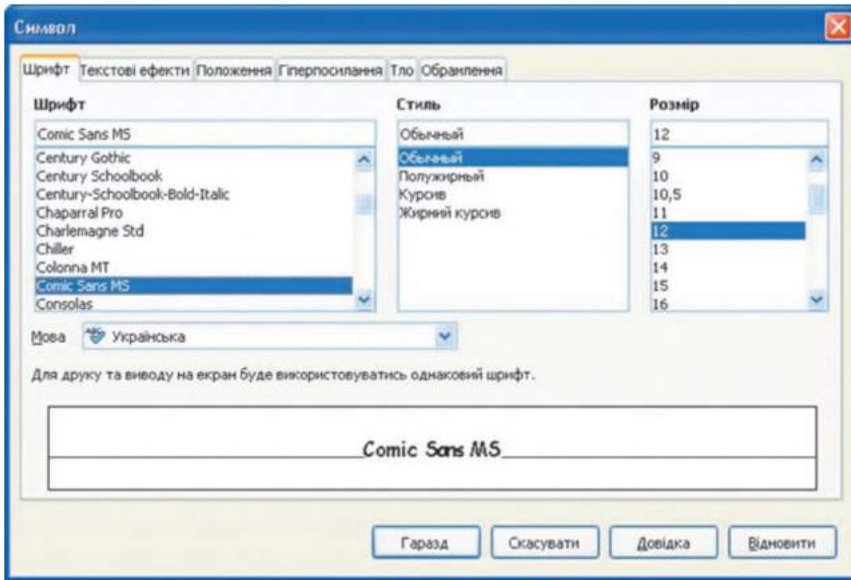 Символ
Шрифт Текстові ефекти Положення Гіперпосилання Тло Обрамлення
Шрифт
Comic Sans MS
Century Gothic
Century Schoolbook
Century-Schoolbook-Bold-Italic
Chaparral Pro
Charlemagne Std
Chiller
Colonna MT
Comic Sans MS
Consolas
Стиль
Обычный
Обычный
Полужирный
Курсив
Жирний курсив
Розмір
12
9
10
10,5
11
12
13
14
15
16
Мова Українська
Для друку та виводу на екран буде використовуватись однаковий шрифт.
Comic Sans MS
Гаразд Скасувати Довідка Відновити